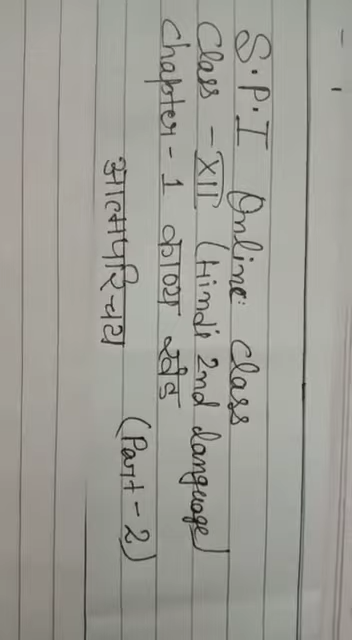 S.P.I Online class
Class - XII (Hindi 2nd Language)
Chapter - 1 काव्य खंड
आत्मपरिचय
(Part - 2)